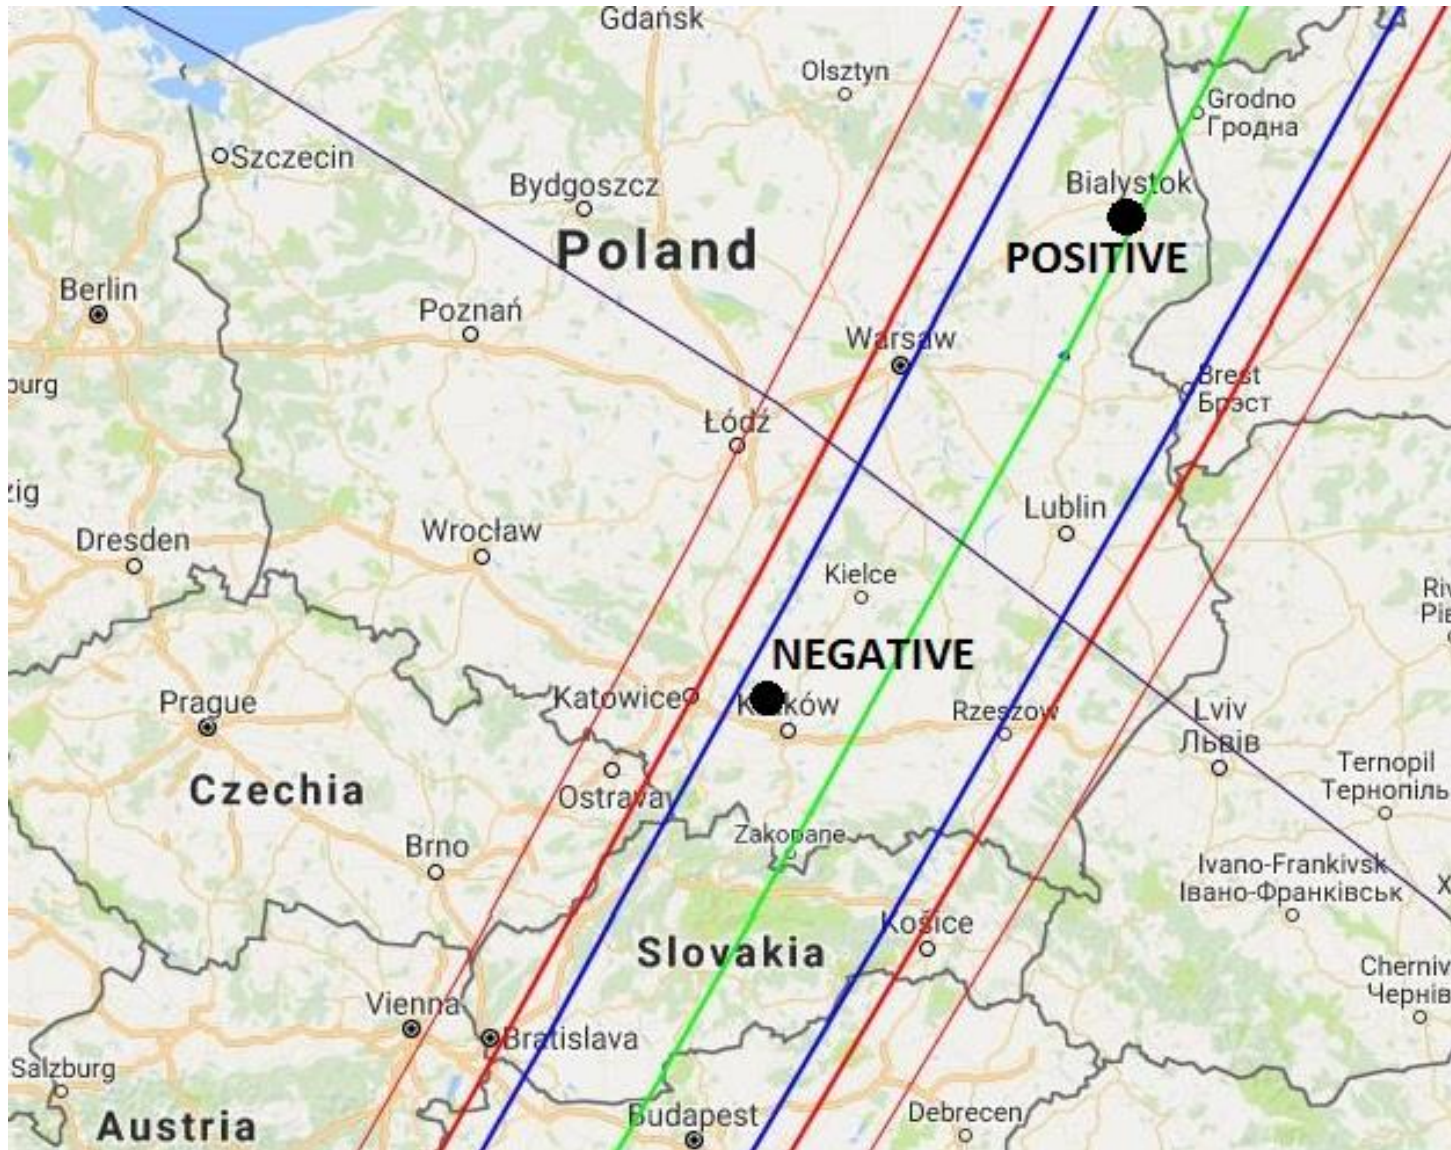 Gdańsk
Olsztyn
Grodno
Гродна
Szczecin
Bydgoszcz
Bialystok
Poland
POSITIVE
Berlin
Poznań
Warsaw
burg
Brest
Брэст
Łódź
zig
Lublin
Dresden
Wrocław
Kielce
Riv
Рів
NEGATIVE
Prague
Katowice
Kraków
Rzeszow
Lviv
Львів
Czechia
Ostrava
Ternopil
Тернопіль
Zakopane
Brno
Ivano-Frankivsk
Івано-Франківськ
Košice
Slovakia
Cherniv
Чернів
Vienna
Bratislava
Salzburg
Austria
Budapest
Debrecen